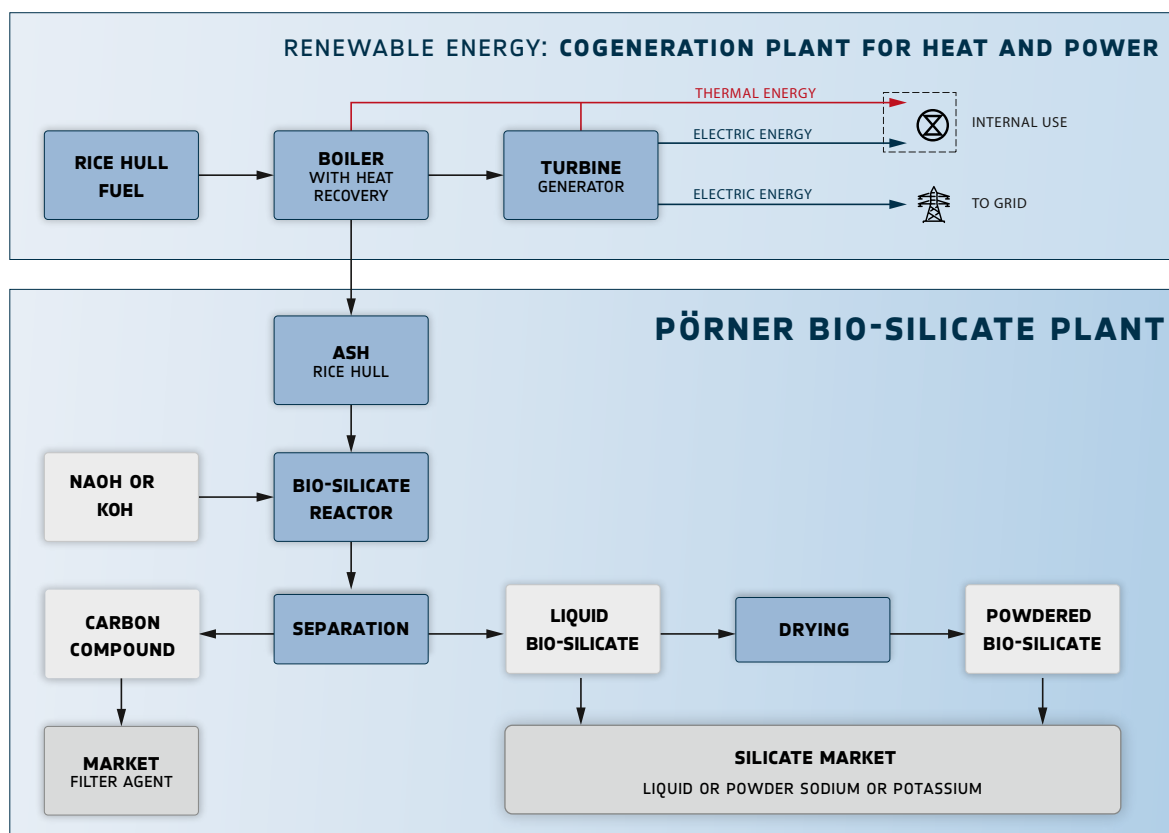 RENEWABLE ENERGY: COGENERATION PLANT FOR HEAT AND POWER
THERMAL ENERGY
INTERNAL USE
ELECTRIC ENERGY
RICE HULL
FUEL
BOILER
WITH HEAT
RECOVERY
TURBINE
GENERATOR
ELECTRIC ENERGY
TO GRID
PÖRNER BIO-SILICATE PLANT
ASH
RICE HULL
NAOH OR
KOH
BIO-SILICATE
REACTOR
CARBON
COMPOUND
SEPARATION
LIQUID
BIO-SILICATE
DRYING
POWDERED
BIO-SILICATE
MARKET
FILTER AGENT
SILICATE MARKET
LIQUID OR POWDER SODIUM OR POTASSIUM